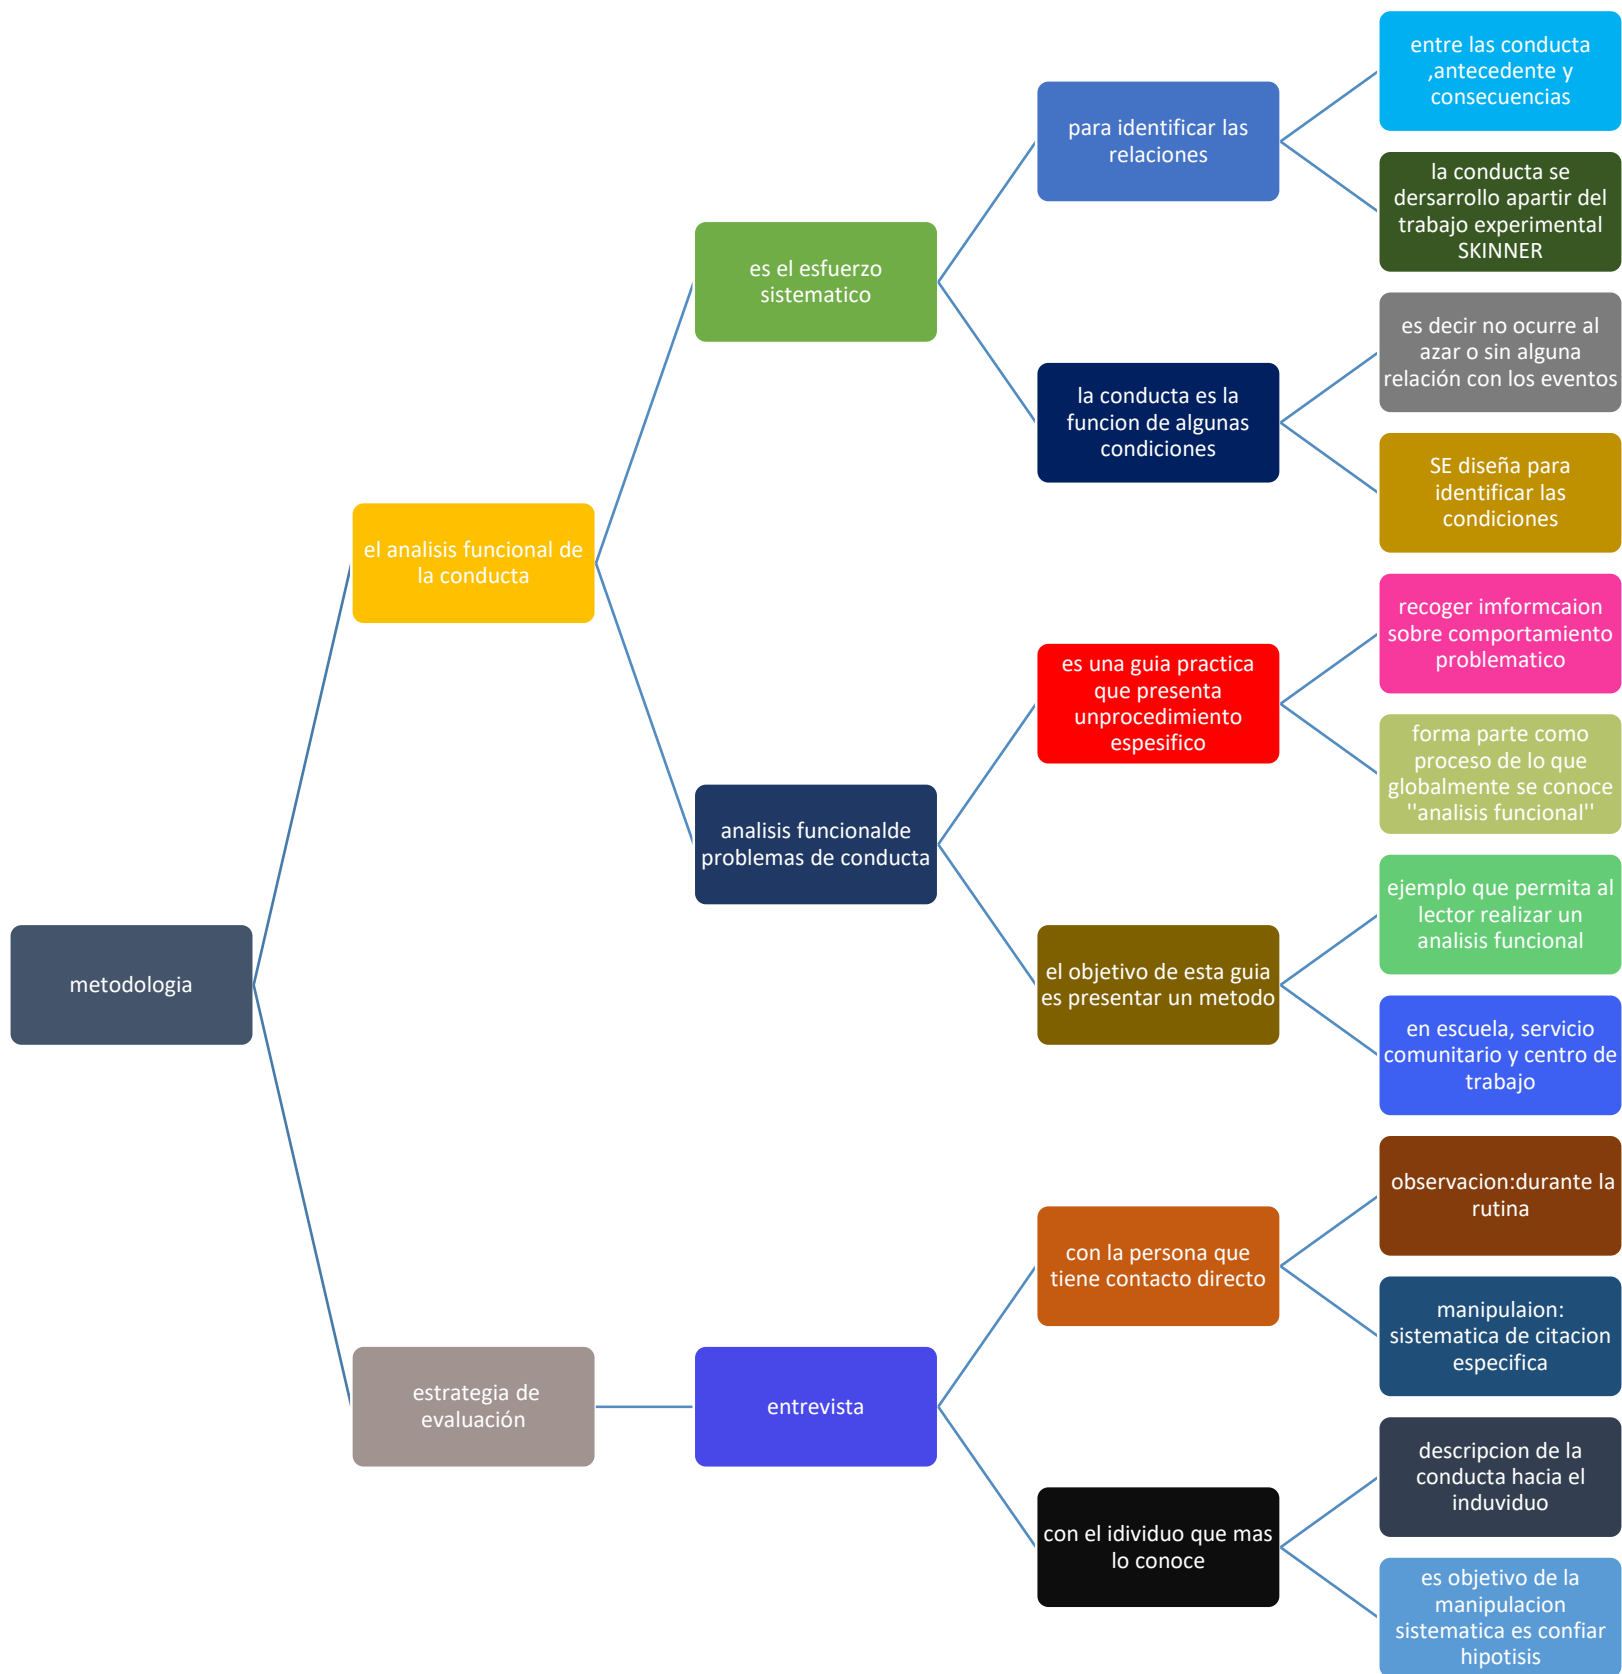 metodologia
el analisis funcional de
la conducta
es el esfuerzo
sistematico
para identificar las
relaciones
entre las conducta
,antecedente y
consecuencias
la conducta se
dersarrollo apartir del
trabajo experimental
SKINNER
la conducta es la
funcion de algunas
condiciones
es decir no ocurre al
azar o sin alguna
relación con los eventos
SE diseña para
identificar las
condiciones
analisis funcionalde
problemas de conducta
es una guia practica
que presenta
unprocedimiento
espesifico
recoger imformcaion
sobre comportamiento
problematico
forma parte como
proceso de lo que
globalmente se conoce
''analisis funcional''
el objetivo de esta guia
es presentar un metodo
ejemplo que permita al
lector realizar un
analisis funcional
en escuela, servicio
comunitario y centro de
trabajo
estrategia de
evaluación
entrevista
con la persona que
tiene contacto directo
observacion:durante la
rutina
manipulaion:
sistematica de citacion
especifica
con el idividuo que mas
lo conoce
descripcion de la
conducta hacia el
induviduo
es objetivo de la
manipulacion
sistematica es confiar
hipotisis